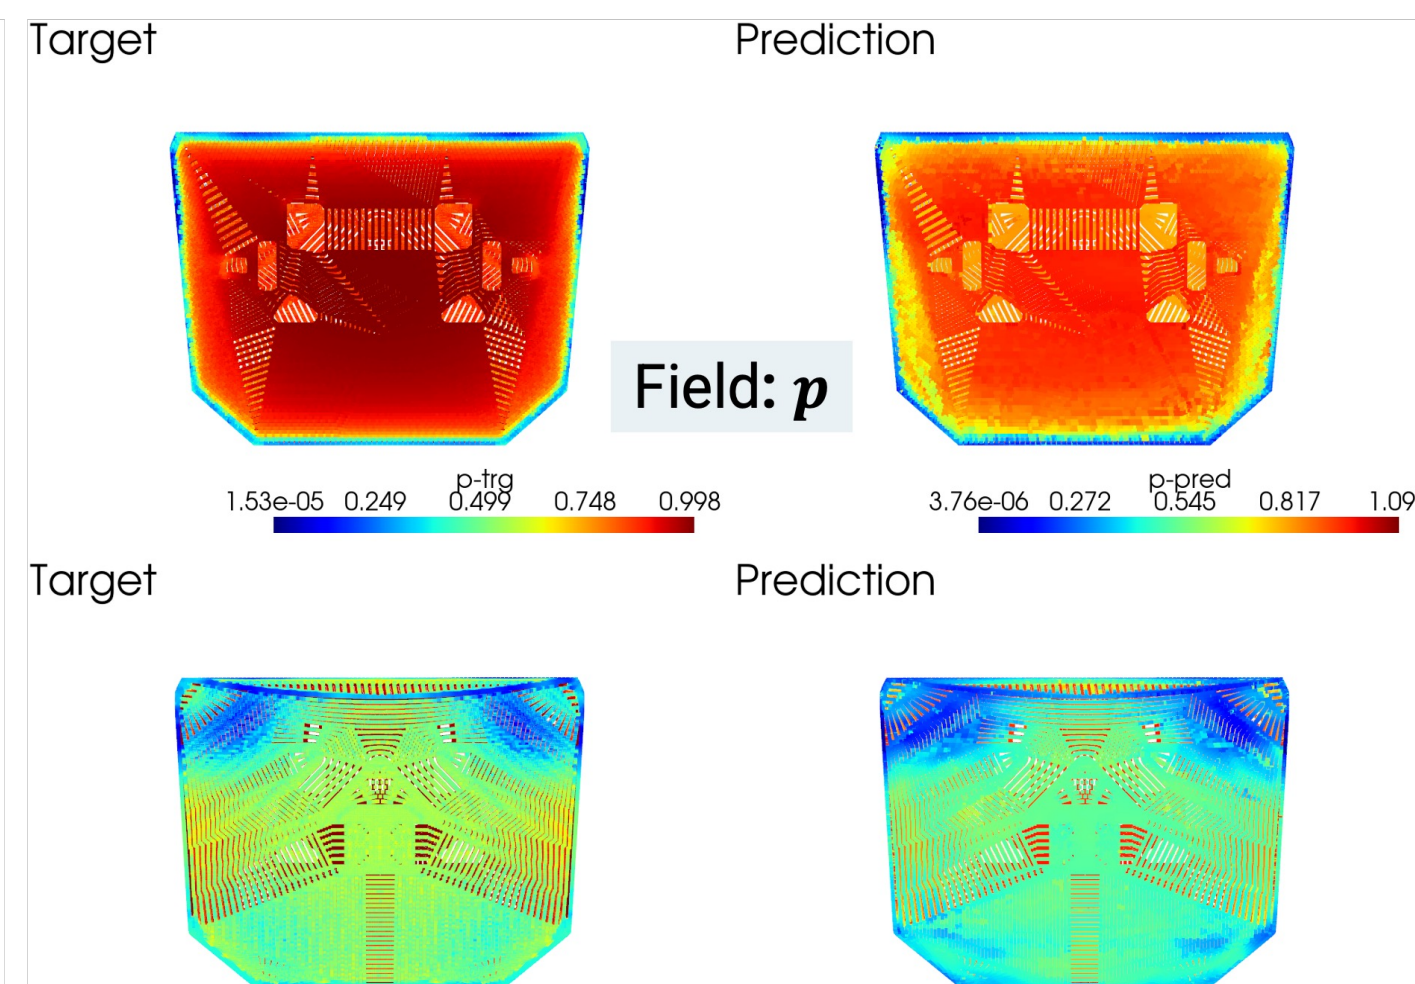 Target
Prediction
Field: p
p-trg
1.53e-05 0.249 0.499 0.748 0.998
p-pred
3.76e-06 0.272 0.545 0.817 1.09
Target
Prediction